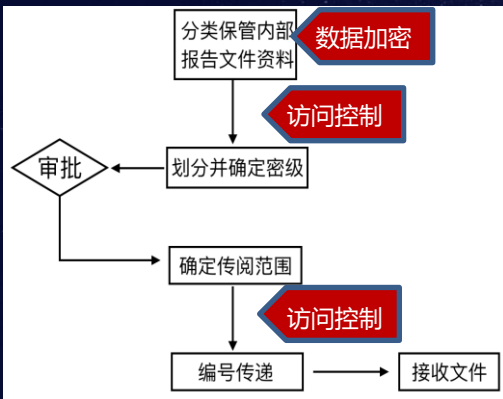 分类保管内部
报告文件资料
数据加密
访问控制
审批
划分并确定密级
确定传阅范围
访问控制
编号传递
接收文件